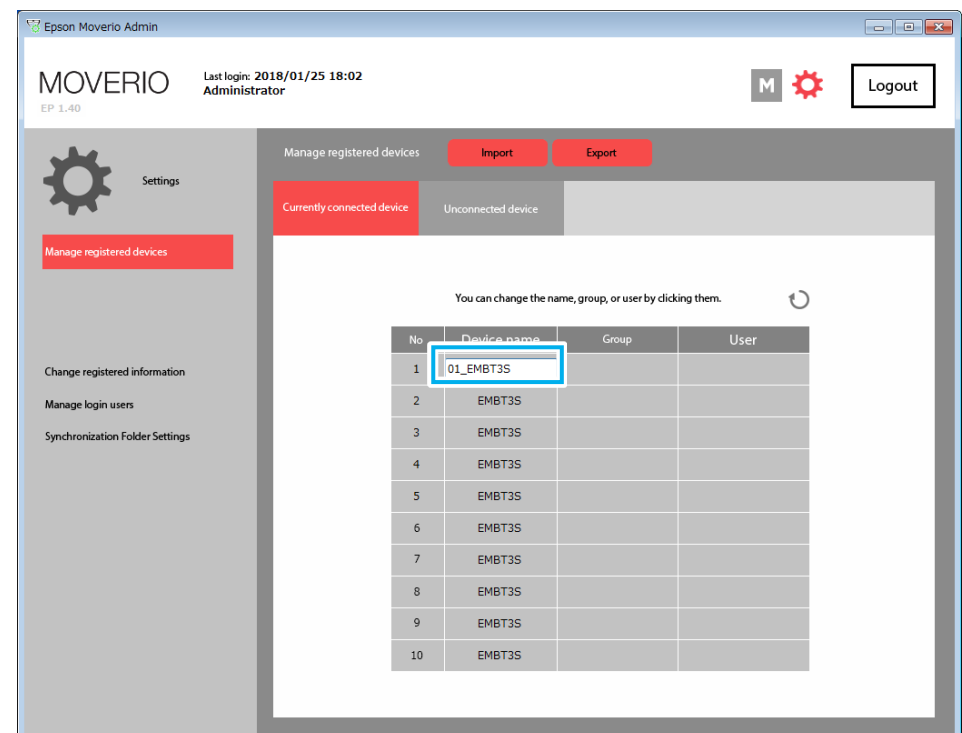 Epson Moverio Admin
MOVERIO
EP 1.40
Last login: 2018/01/25 18:02
Administrator
M
Logout
Settings
Manage registered devices
Change registered information
Manage login users
Synchronization Folder Settings
Manage registered devices Import Export
Currently connected device Unconnected device
You can change the name, group, or user by clicking them.
No Device name Group User
1 01_EMBT3S
2 EMBT3S
3 EMBT3S
4 EMBT3S
5 EMBT3S
6 EMBT3S
7 EMBT3S
8 EMBT3S
9 EMBT3S
10 EMBT3S